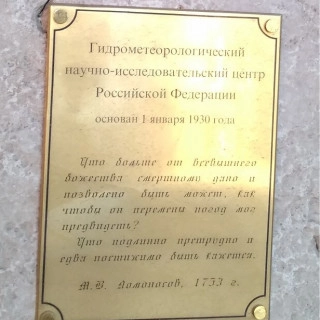 Гидрометеорологический
научно-исследовательский центр
Российской Федерации
основан 1 января 1930 года
Что больше от всевышнего
божества смертному дано и
позволено быть может, как
чтобы он перемены погод мог
предвидеть?
Что подлинно претрудно и
едва постижимо быть кажется.
М.В. Ломоносов, 1753 г.